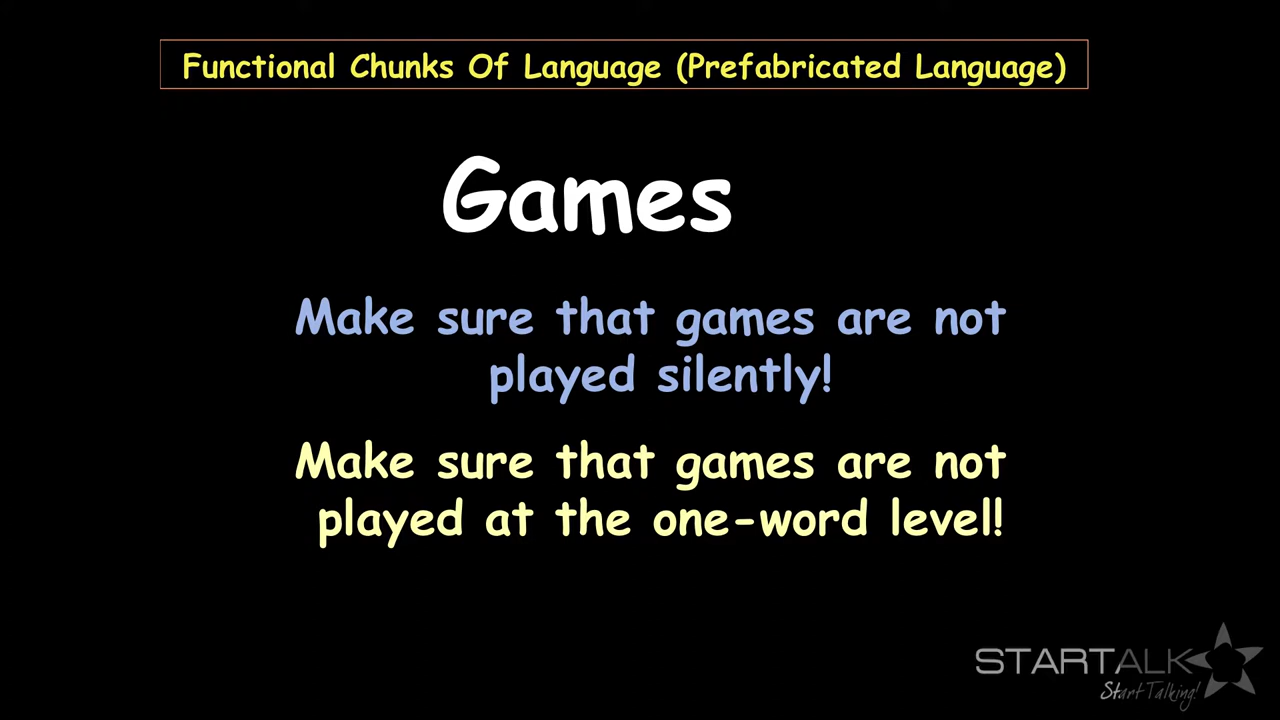 Functional Chunks Of Language (Prefabricated Language)
Games
Make sure that games are not
played silently!
Make sure that games are not
played at the one-word level!
STARTALK
Start Talking!